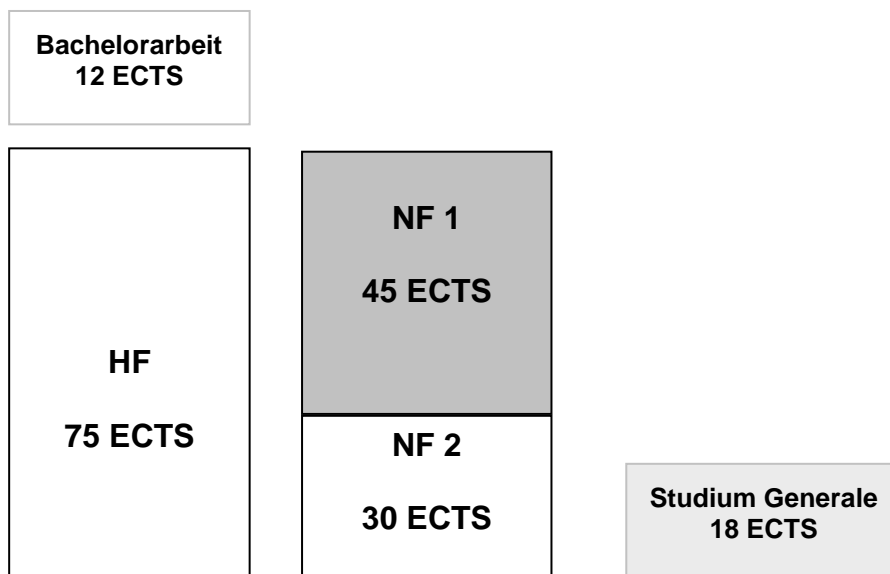 Bachelorarbeit
12 ECTS
HF
75 ECTS
NF 1
45 ECTS
NF 2
30 ECTS
Studium Generale
18 ECTS